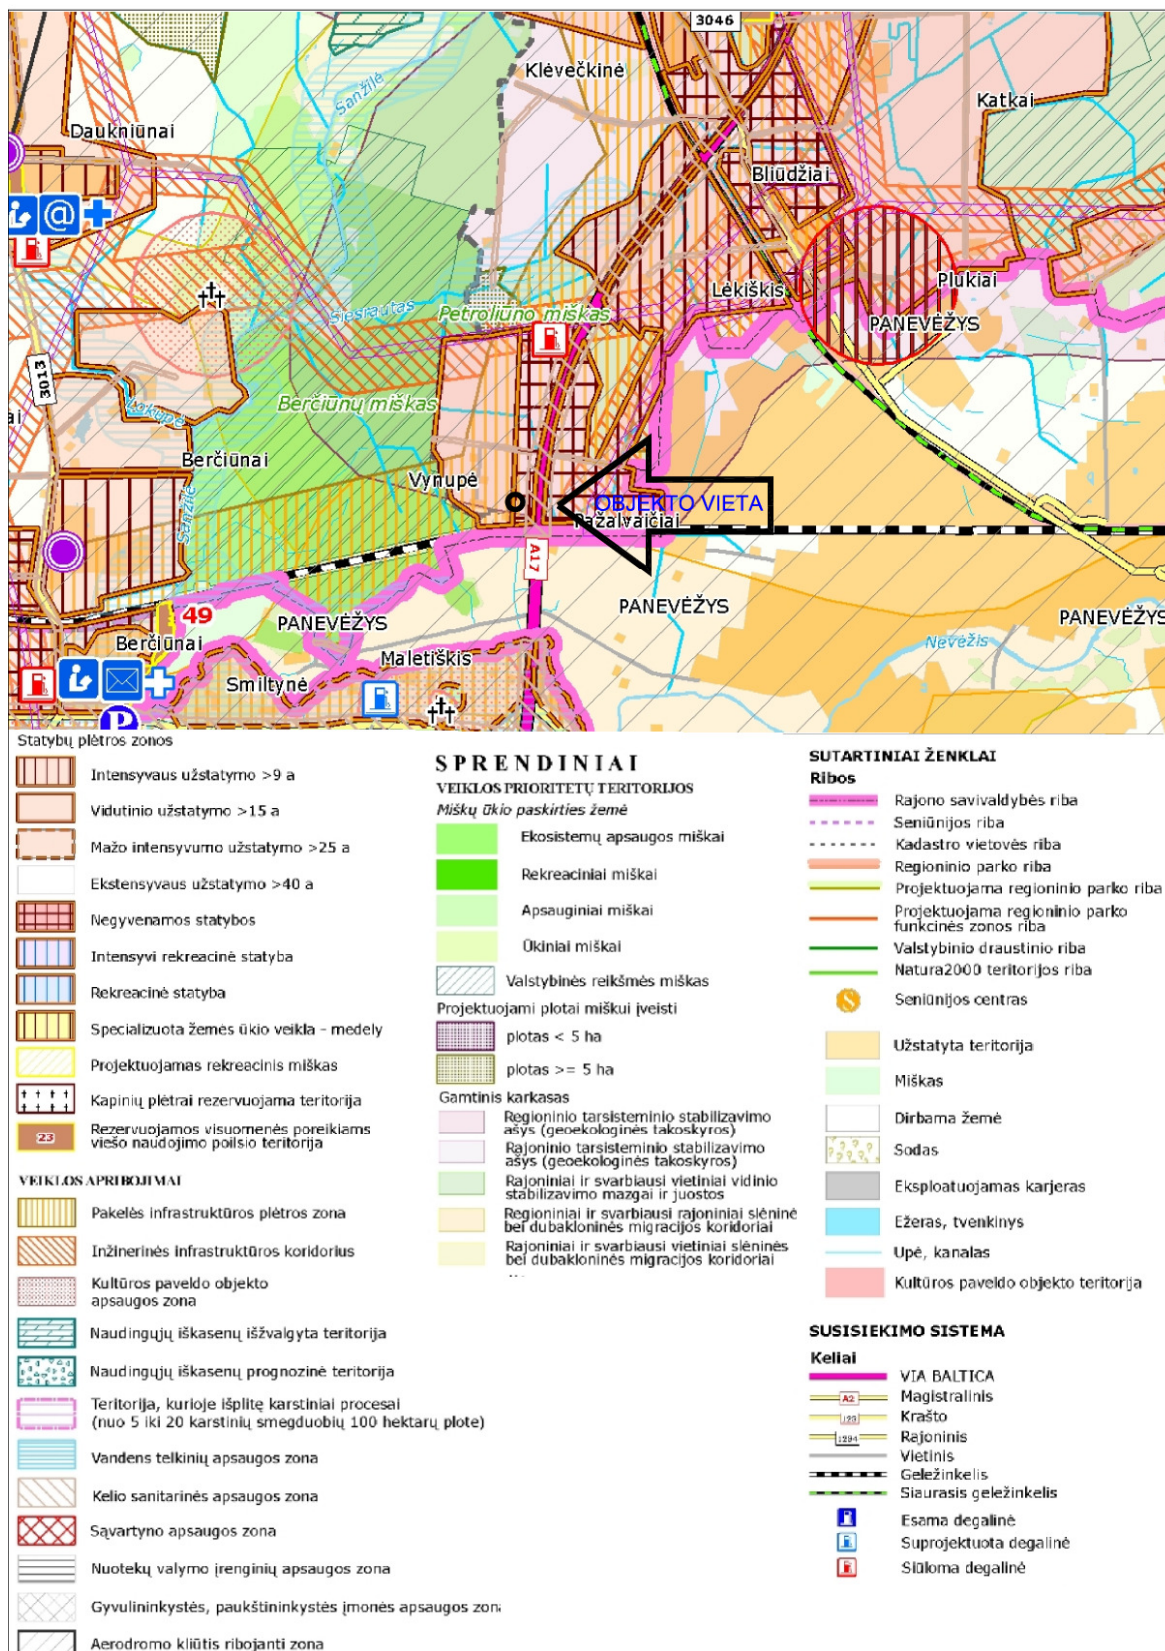 3046
Klėvečkinė
Sanžilė
Katkai
Daukniūnai
Bliūdžiai
@
Lėkiškis
Plukiai
Siesrautas
Petroliūno miškas
PANEVĖŽYS
3013
Berčiūnų miškas
Lokupė
ai
Berčiūnai
Vynupė
OBJEKTO VIETA
Pažalvaičiai
Sanžilė
A17
49
PANEVĖŽYS
PANEVĖŽYS
PANEVĖŽYS
Berčiūnai
Maletiškis
Nevėžis
Smiltynė
P
Statybų plėtros zonos
Intensyvaus užstatymo >9 a
Vidutinio užstatymo >15 a
Mažo intensyvumo užstatymo >25 a
Ekstensyvaus užstatymo >40 a
Negyvenamos statybos
Intensyvi rekreacinė statyba
Rekreacinė statyba
Specializuota žemės ūkio veikla - medely
Projektuojamas rekreacinis miškas
Kapinių plėtrai rezervuojama teritorija
23
Rezervuojamos visuomenės poreikiams
viešo naudojimo poilsio teritorija
VEIKLOS APRIBOJIMAI
Pakelės infrastruktūros plėtros zona
Inžinerinės infrastruktūros koridorius
Kultūros paveldo objekto
apsaugos zona
Naudingųjų iškasenų išžvalgyta teritorija
Naudingųjų iškasenų prognozinė teritorija
Teritorija, kurioje išplitę karstiniai procesai
(nuo 5 iki 20 karstinių smegduobių 100 hektarų plote)
Vandens telkinių apsaugos zona
Kelio sanitarinės apsaugos zona
Sąvartyno apsaugos zona
Nuotekų valymo įrenginių apsaugos zona
Gyvulininkystės, paukštininkystės įmonės apsaugos zona
Aerodromo kliūtis ribojanti zona
SPRENDINIAI
VEIKLOS PRIORITETŲ TERITORIJOS
Miškų ūkio paskirties žemė
Ekosistemų apsaugos miškai
Rekreaciniai miškai
Apsauginiai miškai
Ūkiniai miškai
Valstybinės reikšmės miškas
Projektuojami plotai miškui įveisti
plotas < 5 ha
plotas >= 5 ha
Gamtinis karkasas
Regioninio tarsisteminio stabilizavimo
ašys (geoekologinės takoskyros)
Rajoninio tarsisteminio stabilizavimo
ašys (geoekologinės takoskyros)
Rajoniniai ir svarbiausi vietiniai vidinio
stabilizavimo mazgai ir juostos
Regioniniai ir svarbiausi rajoniniai slėninė
bei dubakloninės migracijos koridoriai
Rajoniniai ir svarbiausi vietiniai slėninės
bei dubakloninės migracijos koridoriai
SUTARTINIAI ŽENKLAI
Ribos
Rajono savivaldybės riba
Seniūnijos riba
Kadastro vietovės riba
Regioninio parko riba
Projektuojama regioninio parko riba
Projektuojama regioninio parko
funkcinės zonos riba
Valstybinio draustinio riba
Natura2000 teritorijos riba
S
Seniūnijos centras
Užstatyta teritorija
Miškas
Dirbama žemė
Sodas
Eksploatuojamas karjeras
Ežeras, tvenkinys
Upė, kanalas
Kultūros paveldo objekto teritorija
SUSISIEKIMO SISTEMA
Keliai
VIA BALTICA
A2 Magistralinis
123 Krašto
1294 Rajoninis
Vietinis
Geležinkelis
Siaurasis geležinkelis
Esama degalinė
Suprojektuota degalinė
Siūloma degalinė